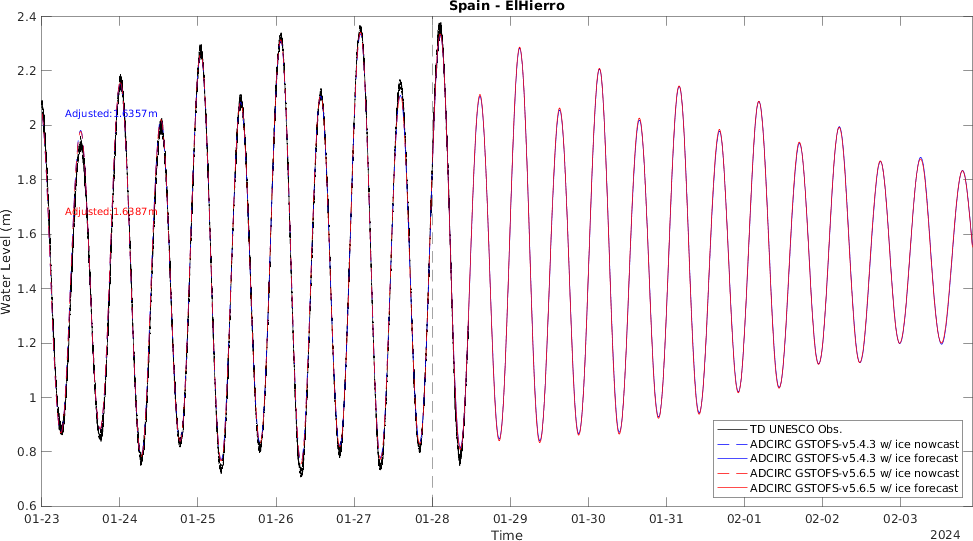 Spain - ElHierro
2.4
2.2
2
1.8
1.6
1.4
1.2
1
0.8
0.6
Water Level (m)
Adjusted:1.6357m
Adjusted:1.6387m
TD UNESCO Obs.
ADCIRC GSTOFS-v5.4.3 w/ ice nowcast
ADCIRC GSTOFS-v5.4.3 w/ ice forecast
ADCIRC GSTOFS-v5.6.5 w/ ice nowcast
ADCIRC GSTOFS-v5.6.5 w/ ice forecast
01-23 01-24 01-25 01-26 01-27 01-28 01-29 01-30 01-31 02-01 02-02 02-03
Time
2024